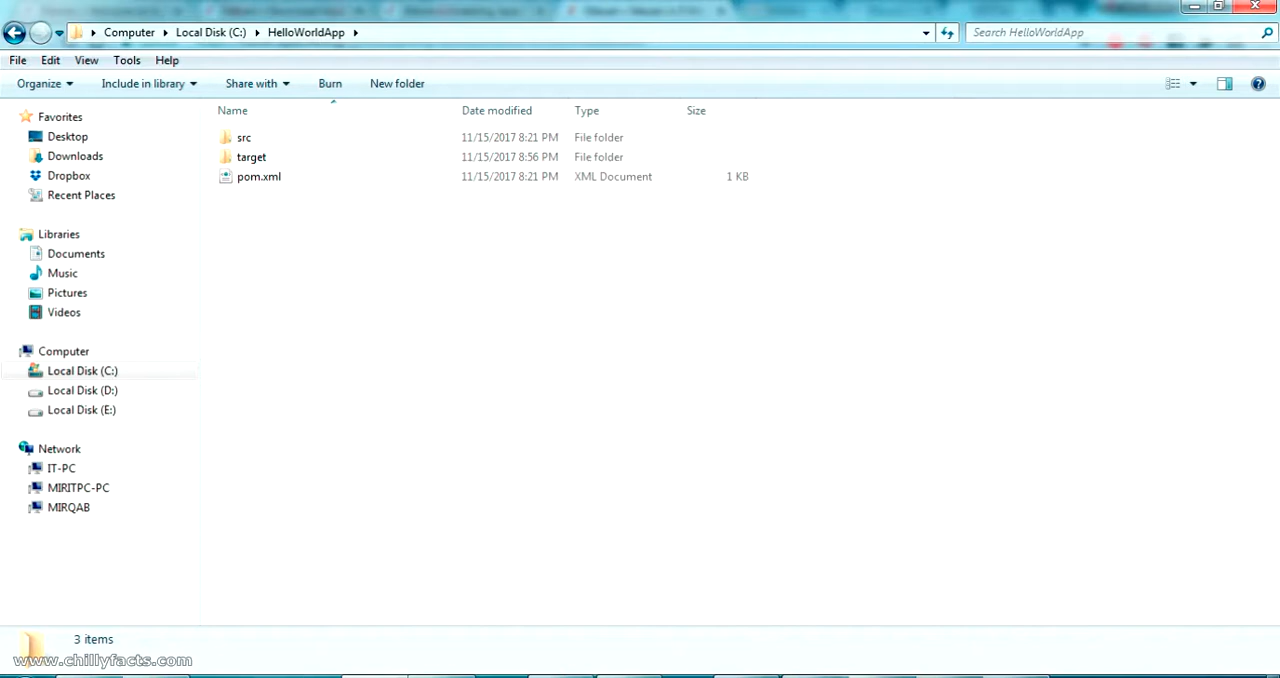 Computer Local Disk (C:) HelloWorldApp Search HelloWorldApp
File Edit View Tools Help
Organize Include in library Share with Burn New folder
Name Date modified Type Size
Favorites
Desktop
Downloads
Dropbox
Recent Places
Libraries
Documents
Music
Pictures
Videos
Computer
Local Disk (C:)
Local Disk (D:)
Local Disk (E:)
Network
IT-PC
MIRITPC-PC
MIRQAB
src 11/15/2017 8:21 PM File folder
target 11/15/2017 8:56 PM File folder
pom.xml 11/15/2017 8:21 PM XML Document 1 KB
3 items
www.chillyfacts.com